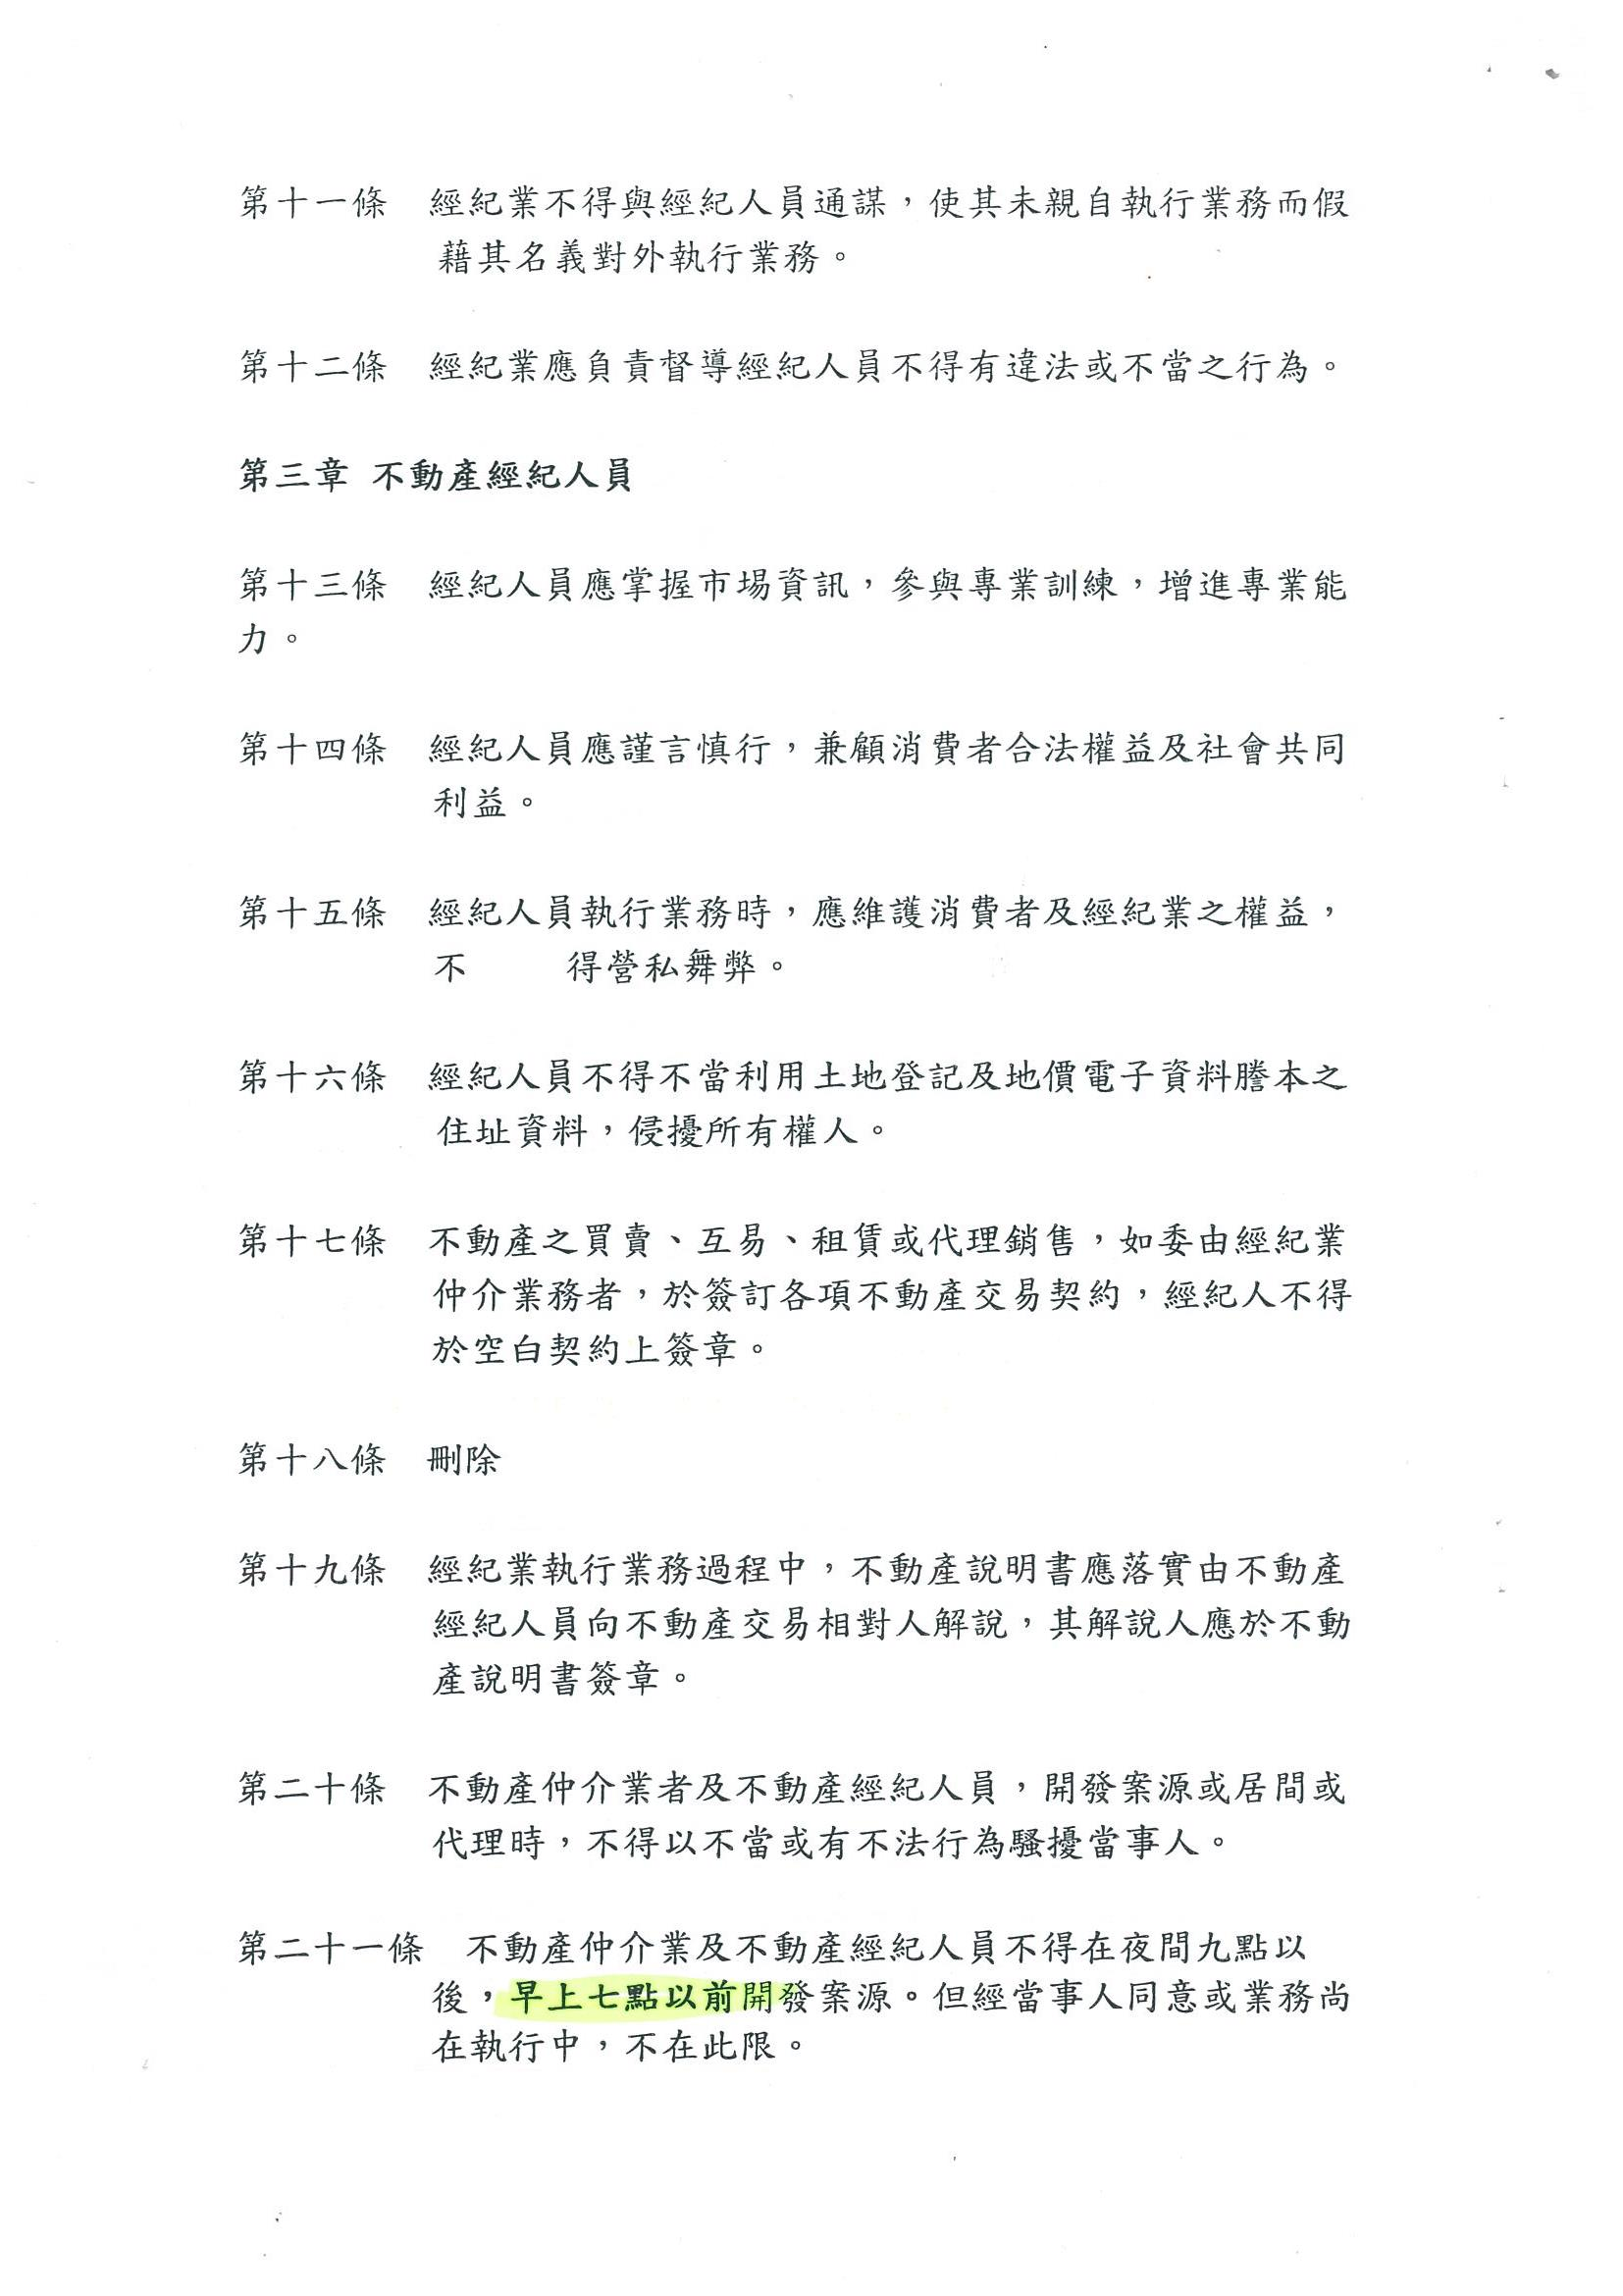 第十一條　經紀業不得與經紀人員通謀，使其未親自執行業務而假
藉其名義對外執行業務。
第十二條　經紀業應負責督導經紀人員不得有違法或不當之行為。
第三章 不動產經紀人員
第十三條　經紀人員應掌握市場資訊，參與專業訓練，增進專業能
力。
第十四條　經紀人員應謹言慎行，兼顧消費者合法權益及社會共同
利益。
第十五條　經紀人員執行業務時，應維護消費者及經紀業之權益，
不　　得營私舞弊。
第十六條　經紀人員不得不當利用土地登記及地價電子資料謄本之
住址資料，侵擾所有權人。
第十七條　不動產之買賣、互易、租賃或代理銷售，如委由經紀業
仲介業務者，於簽訂各項不動產交易契約，經紀人不得
於空白契約上簽章。
第十八條　刪除
第十九條　經紀業執行業務過程中，不動產說明書應落實由不動產
經紀人員向不動產交易相對人解說，其解說人應於不動
產說明書簽章。
第二十條　不動產仲介業者及不動產經紀人員，開發案源或居間或
代理時，不得以不當或有不法行為騷擾當事人。
第二十一條　不動產仲介業及不動產經紀人員不得在夜間九點以
後，早上七點以前開發案源。但經當事人同意或業務尚
在執行中，不在此限。